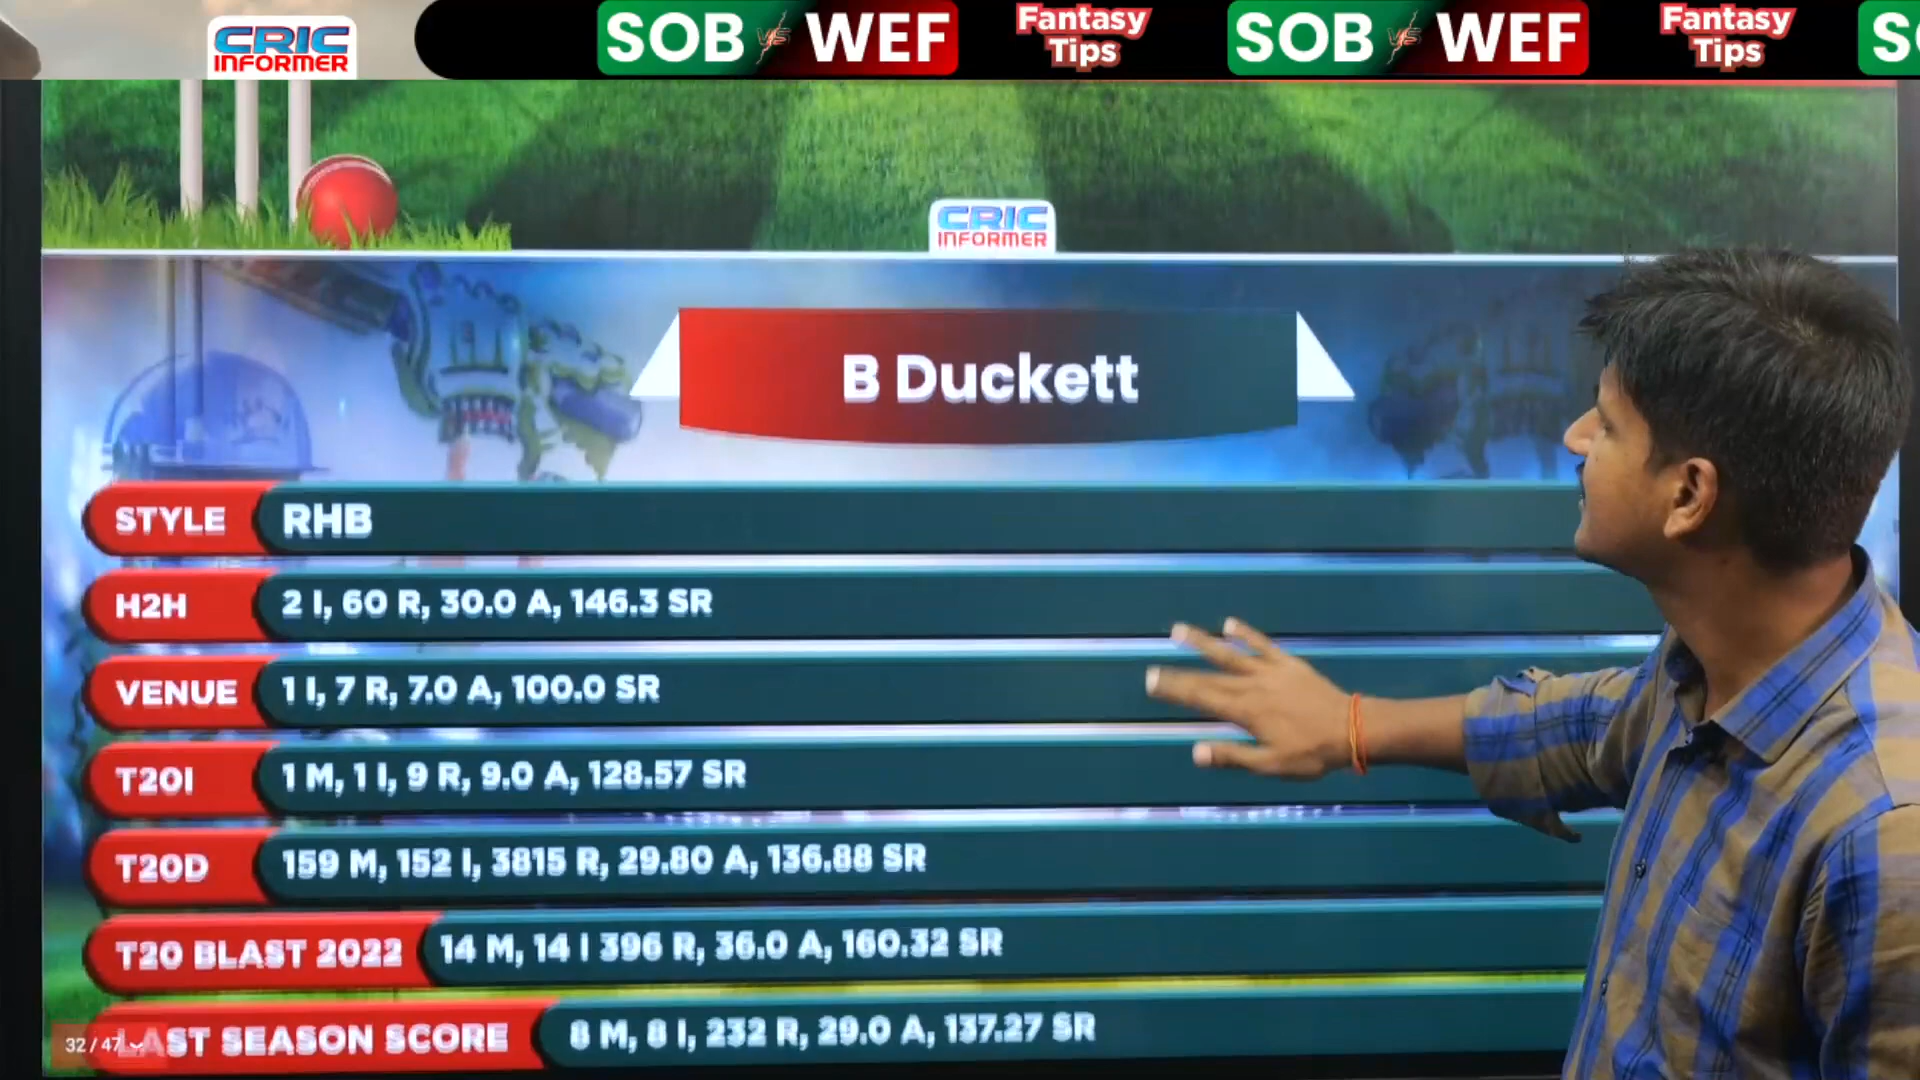 CRIC
INFORMER
SOB VS WEF
Fantasy
Tips
SOB VS WEF
Fantasy
Tips
S
CRIC
INFORMER
B Duckett
STYLE RHB
H2H 2 I, 60 R, 30.0 A, 146.3 SR
VENUE 1 I, 7 R, 7.0 A, 100.0 SR
T20I 1 M, 1 I, 9 R, 9.0 A, 128.57 SR
T20D 159 M, 152 I, 3815 R, 29.80 A, 136.88 SR
T20 BLAST 2022 14 M, 14 I 396 R, 36.0 A, 160.32 SR
LAST SEASON SCORE 8 M, 8 I, 232 R, 29.0 A, 137.27 SR
32 / 47